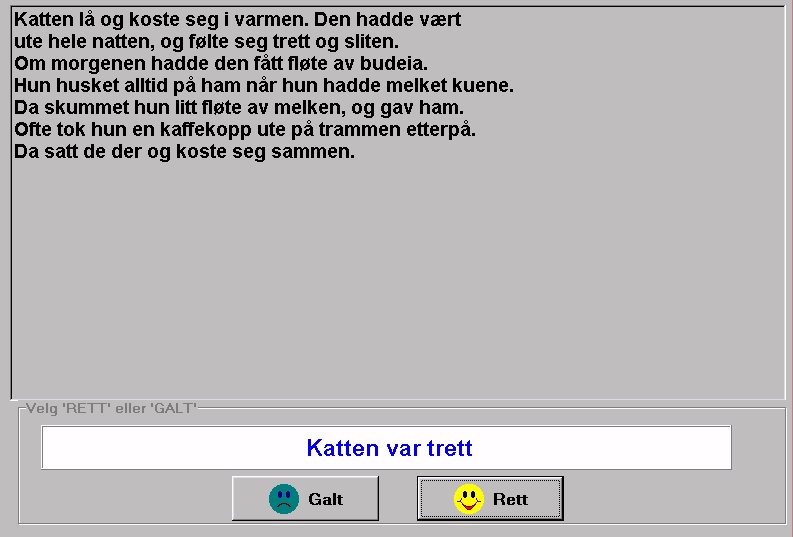 Katten lå og koste seg i varmen. Den hadde vært
ute hele natten, og følte seg trett og sliten.
Om morgenen hadde den fått fløte av budeia.
Hun husket alltid på ham når hun hadde melket kuene.
Da skummet hun litt fløte av melken, og gav ham.
Ofte tok hun en kaffekopp ute på trammen etterpå.
Da satt de der og koste seg sammen.
Velg 'RETT' eller 'GALT'
Katten var trett
Galt
Rett